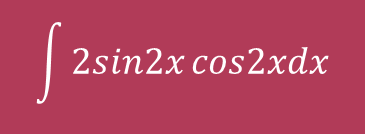 ∫ 2sin2x cos2xdx